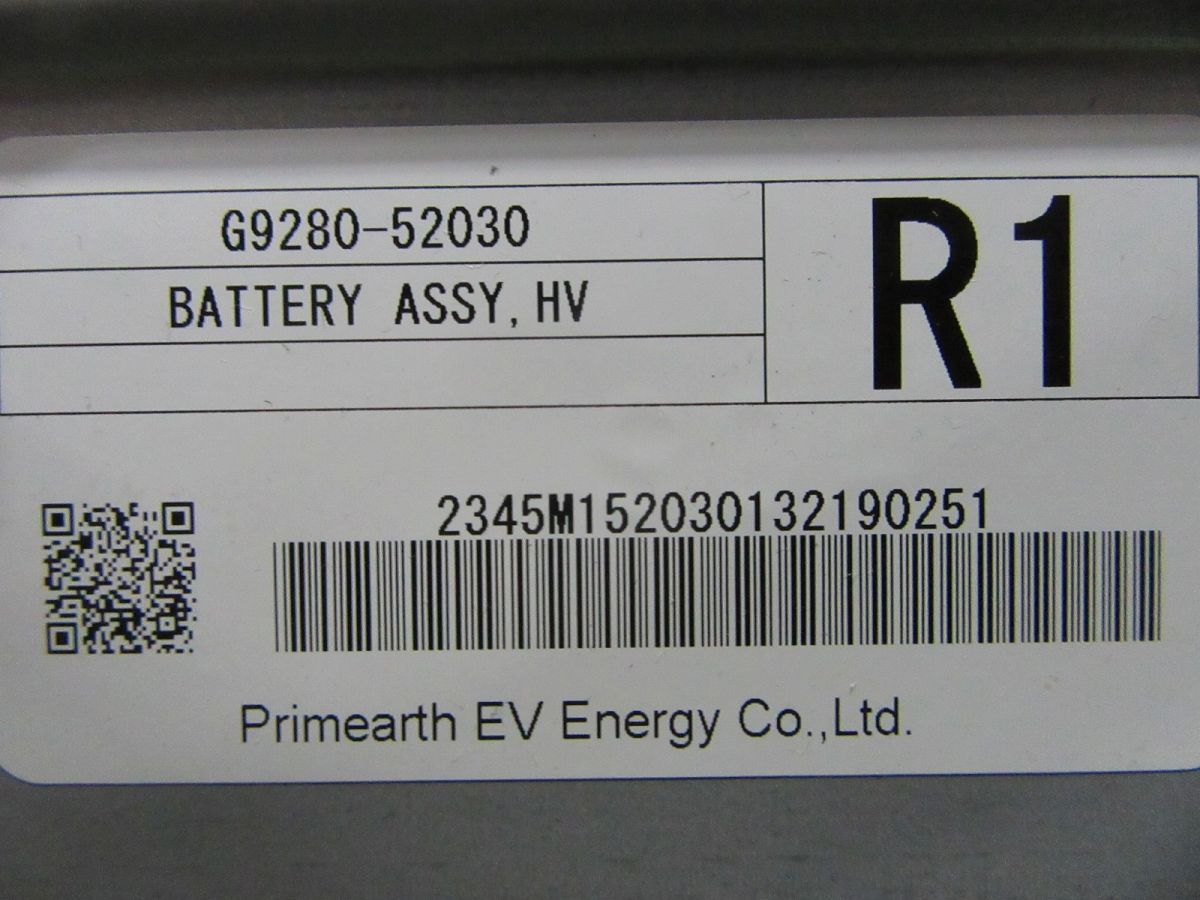 G9280-52030
R1
BATTERY ASSY, HV
2345M152030132190251
Primearth EV Energy Co.,Ltd.